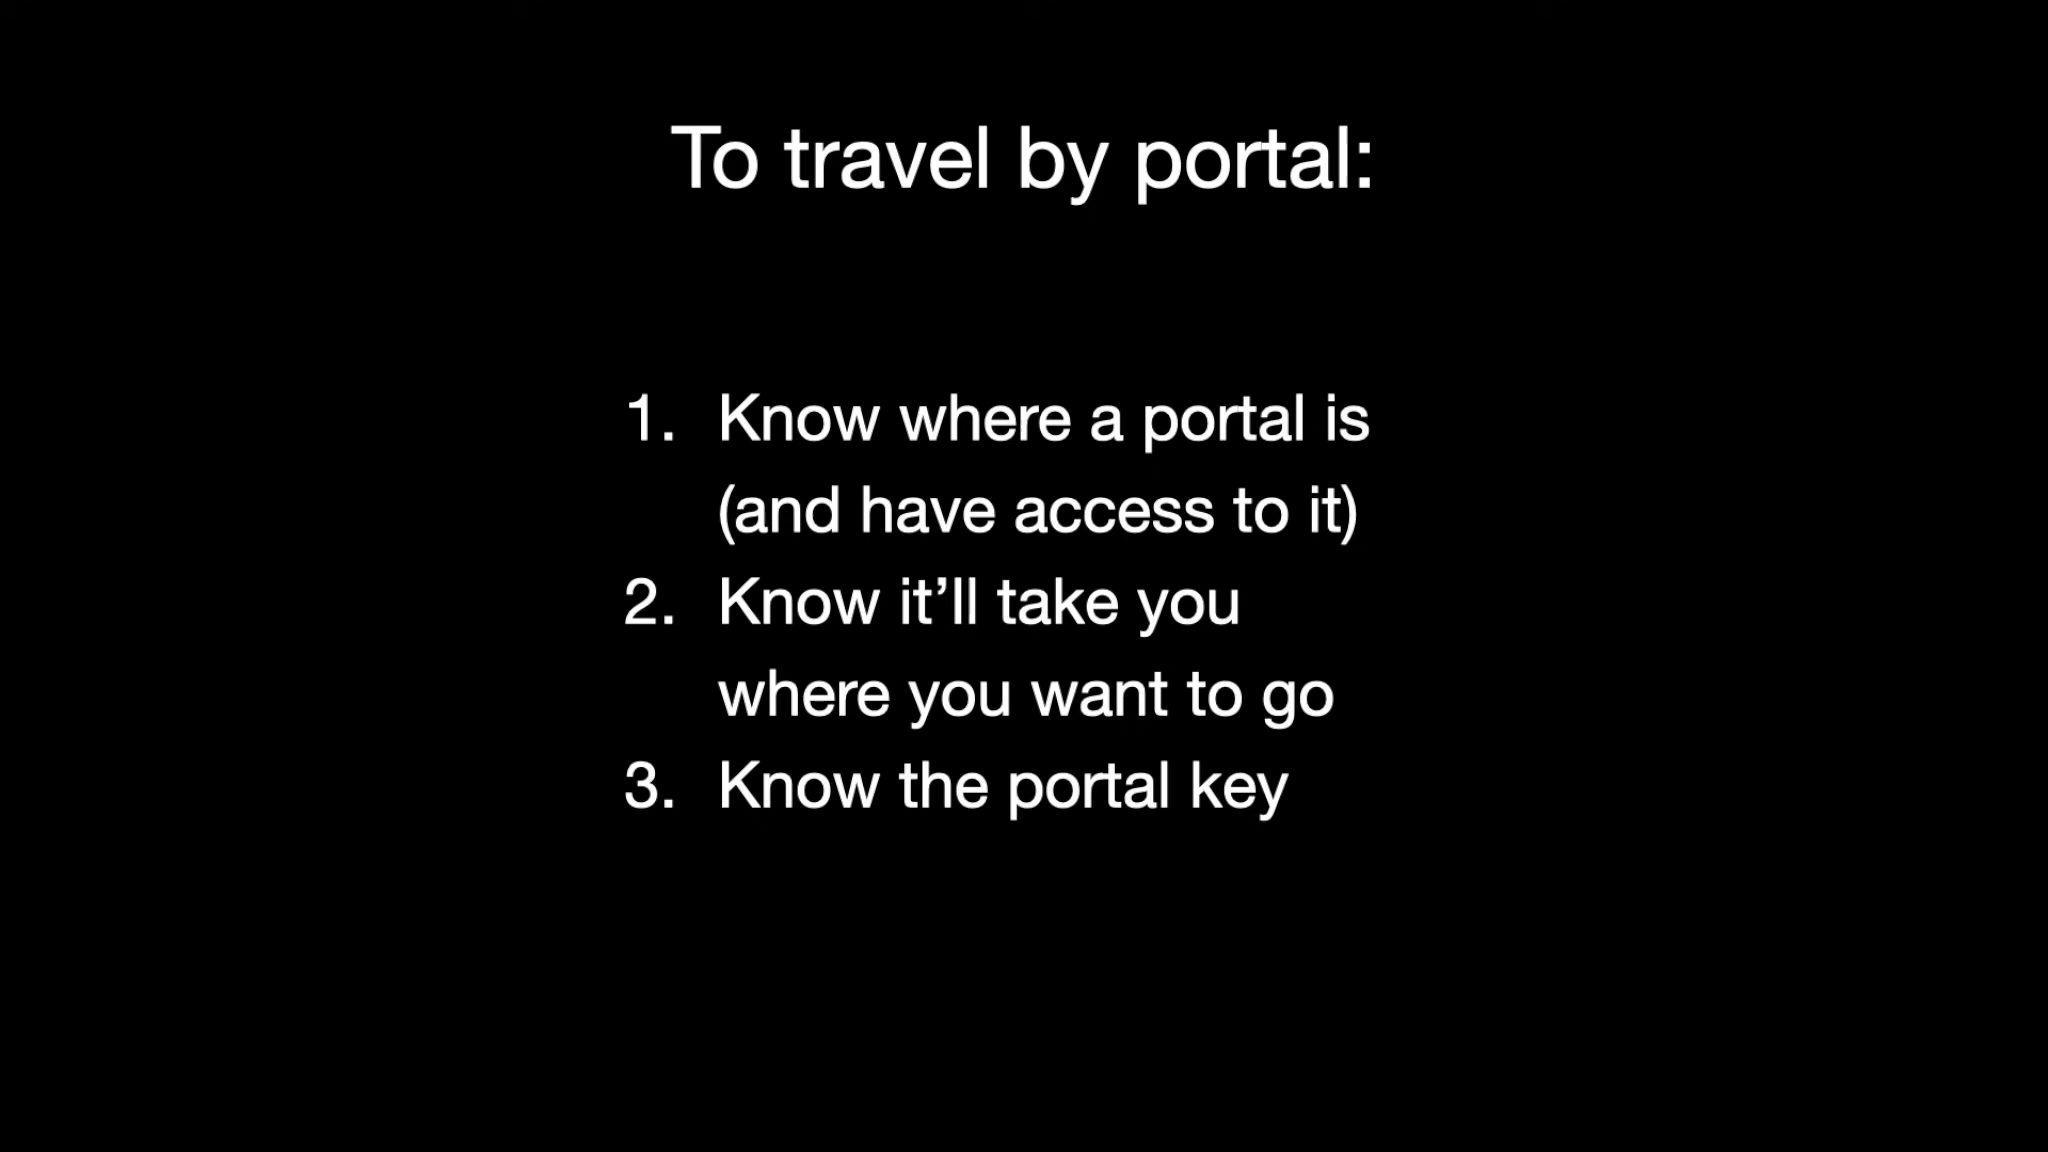 To travel by portal:
1. Know where a portal is
(and have access to it)
2. Know it’ll take you
where you want to go
3. Know the portal key